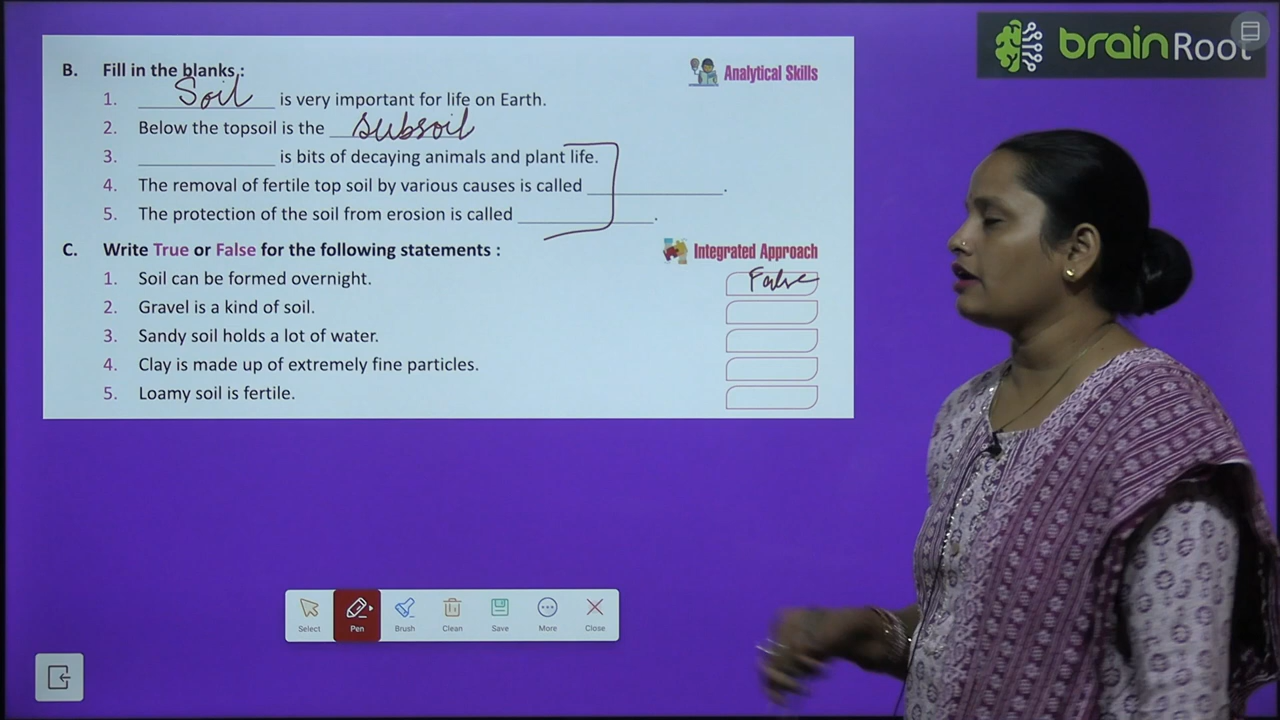 brainRoot
B. Fill in the blanks : Analytical Skills
1. Soil is very important for life on Earth.
2. Below the topsoil is the subsoil
3. ____________ is bits of decaying animals and plant life.
4. The removal of fertile top soil by various causes is called ____________.
5. The protection of the soil from erosion is called ____________.
C. Write True or False for the following statements : Integrated Approach
1. Soil can be formed overnight. False
2. Gravel is a kind of soil.
3. Sandy soil holds a lot of water.
4. Clay is made up of extremely fine particles.
5. Loamy soil is fertile.
Select Pen Brush Clean Save More Close